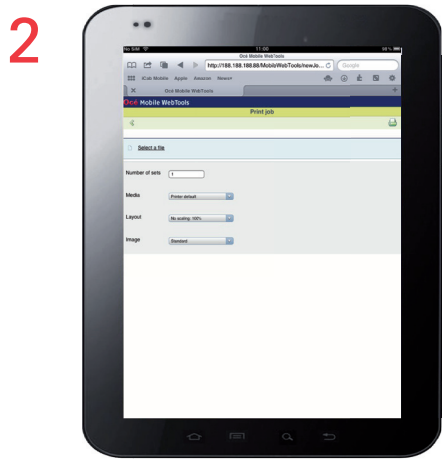 2
No SIM 11:00 98%
Océ Mobile WebTools
http://188.188.188.88/MobileWebTools/newJo... Google
iCab Mobile Apple Amazon News
Océ Mobile WebTools
Océ Mobile WebTools
Print job
Select a file
Number of sets 1
Media Printer default
Layout No scaling: 100%
Image Standard